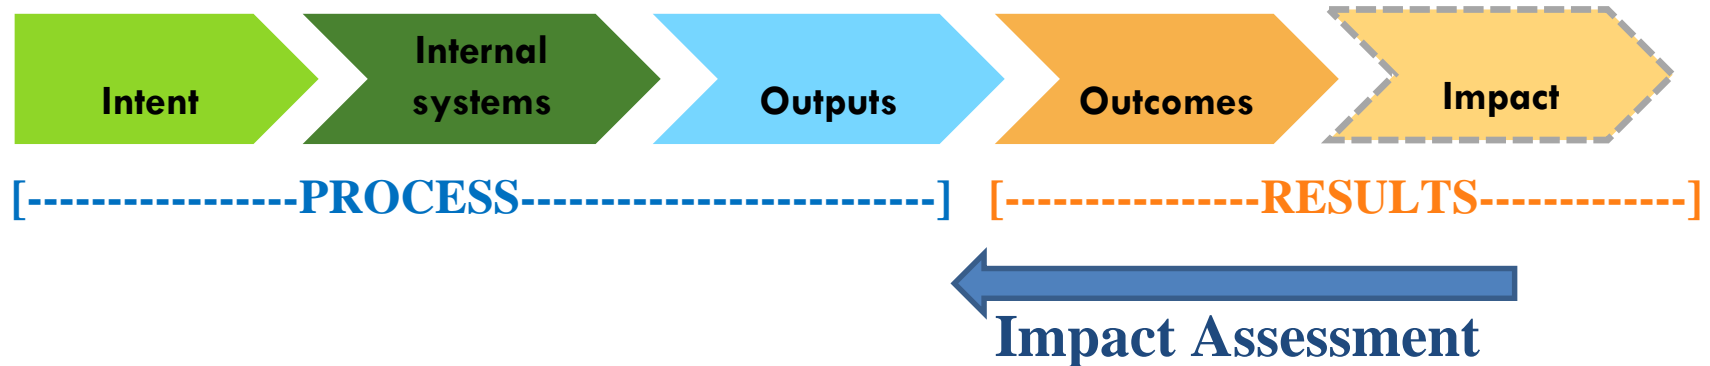 Intent
Internal
systems
Outputs
Outcomes
Impact
[-----------------PROCESS--------------------------]
[----------------RESULTS-------------]
Impact Assessment